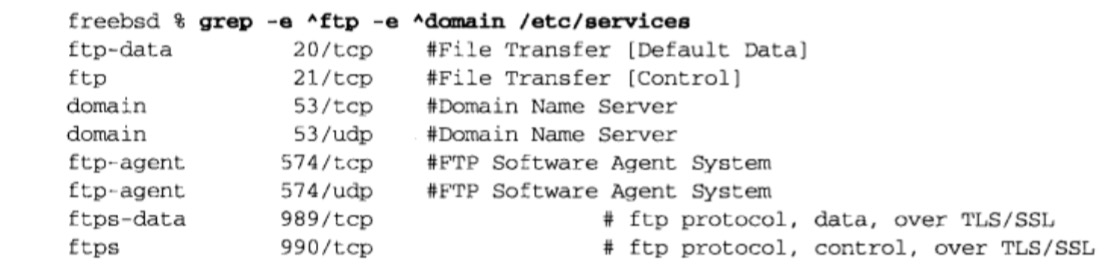 freebsd % grep -e ^ftp -e ^domain /etc/services
ftp-data 20/tcp #File Transfer [Default Data]
ftp 21/tcp #File Transfer [Control]
domain 53/tcp #Domain Name Server
domain 53/udp #Domain Name Server
ftp-agent 574/tcp #FTP Software Agent System
ftp-agent 574/udp #FTP Software Agent System
ftps-data 989/tcp # ftp protocol, data, over TLS/SSL
ftps 990/tcp # ftp protocol, control, over TLS/SSL